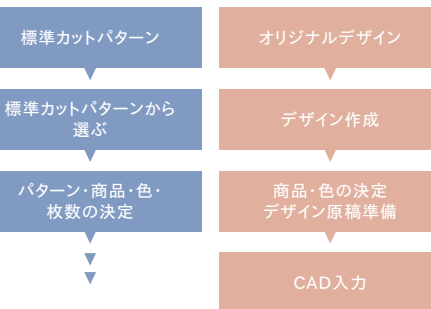 標準カットパターン
標準カットパターンから
選ぶ
パターン・商品・色・
枚数の決定
オリジナルデザイン
デザイン作成
商品・色の決定
デザイン原稿準備
CAD入力